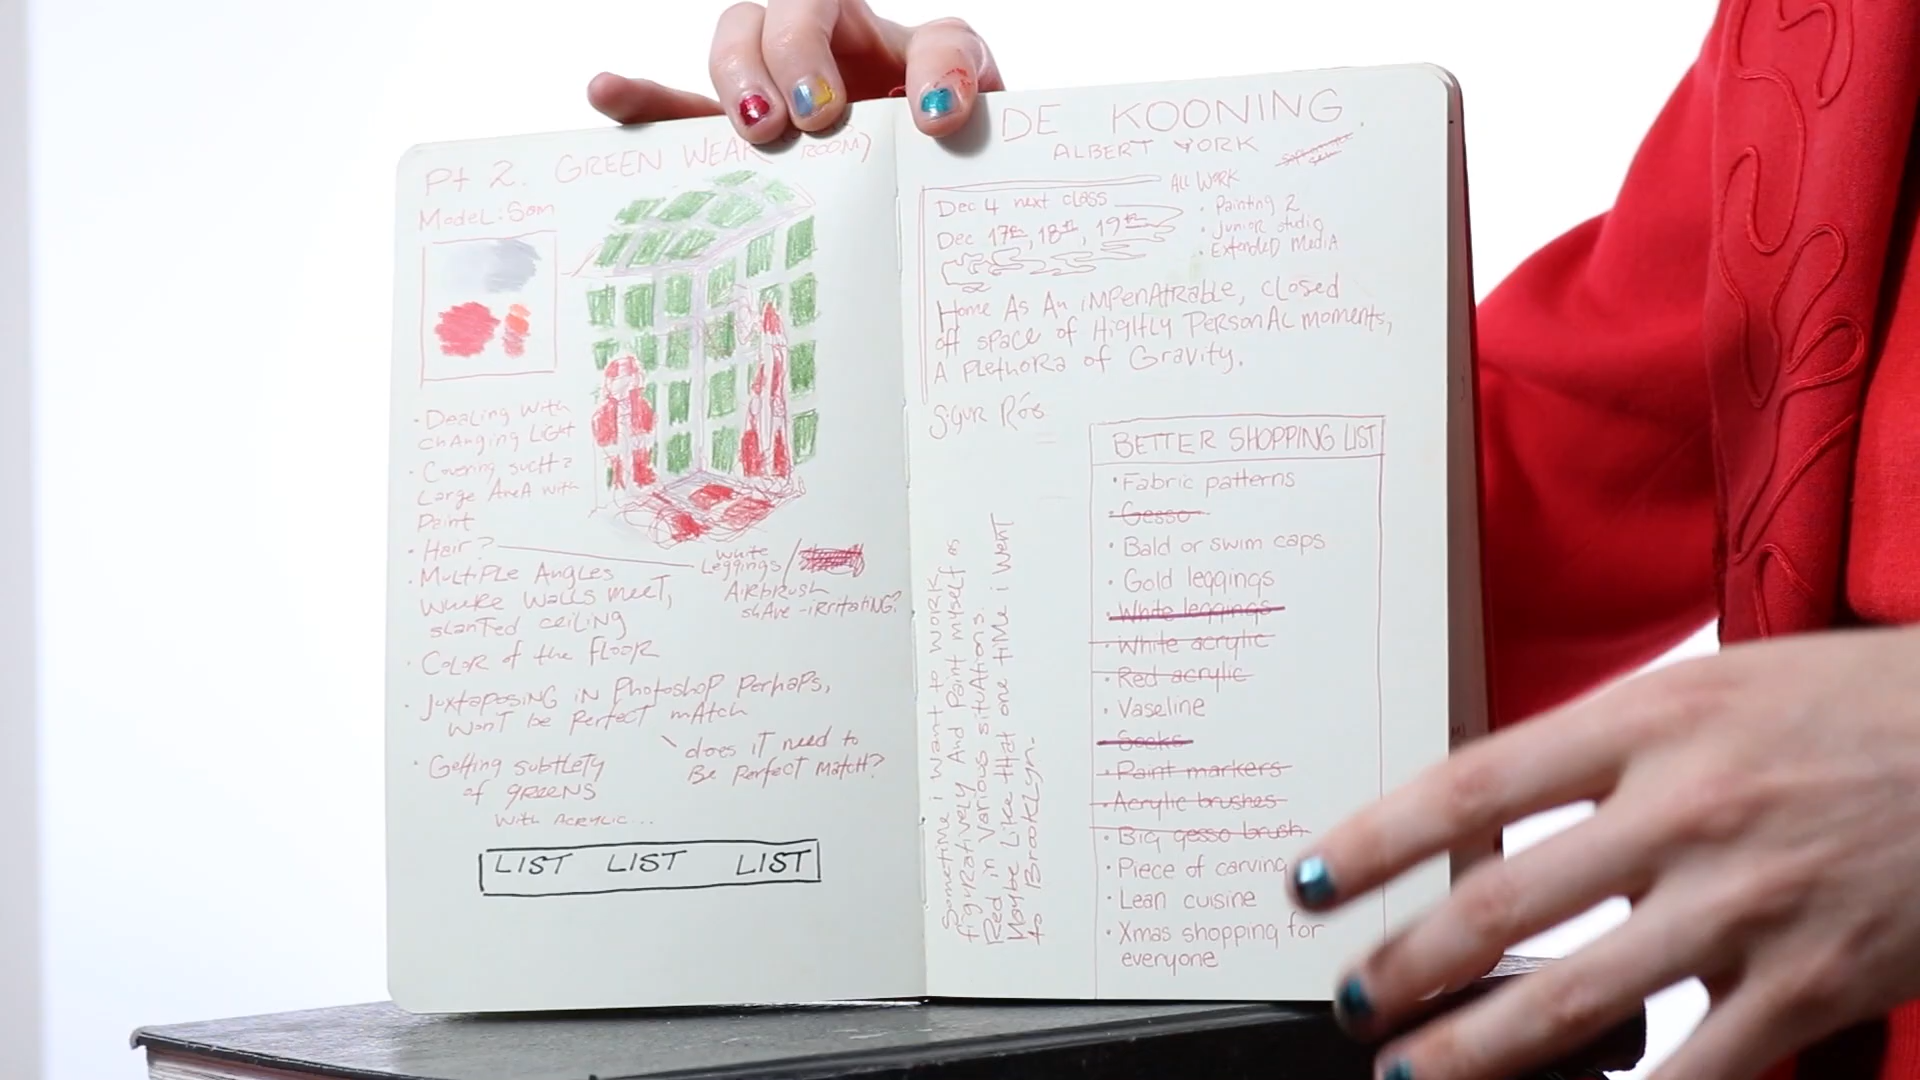 Pt 2. GREEN WEAR ROOM)
MODEL: Sam
• Dealing with
changing Light
• Covering such a
Large Area with
Paint
• Hair?
white
Leggings /
AIRBRUSH
shAve - irritating?
• Multiple Angles
where walls meet,
slanted ceiling
• Color of the floor
• Juxtaposing in Photoshop perhaps,
won't be perfect match
does it need to
Be perfect match?
• Getting subtlety
of greens
with Acrylic...
LIST LIST LIST
DE KOONING
ALBERT YORK
Dec 4 next class
Dec 17th, 18th, 19th
All WORK
• Painting 2
• Junior studio
• Extended Media
Home As An impenatrable, closed
off space of Highly Personal moments,
A plethora of Gravity.
Sigur Rós
Sometime i want to work
figuratively And Paint myself as
Red in Various situAtions.
Maybe Like that one time i went
to Brooklyn.
BETTER SHOPPING LIST
• Fabric patterns
• Gesso
• Bald or swim caps
• Gold leggings
• White leggings
• White acrylic
• Red acrylic
• Vaseline
• Socks
• Paint markers
• Acrylic brushes
• Big gesso brush
• Piece of carving
• Lean cuisine
• Xmas shopping for
everyone